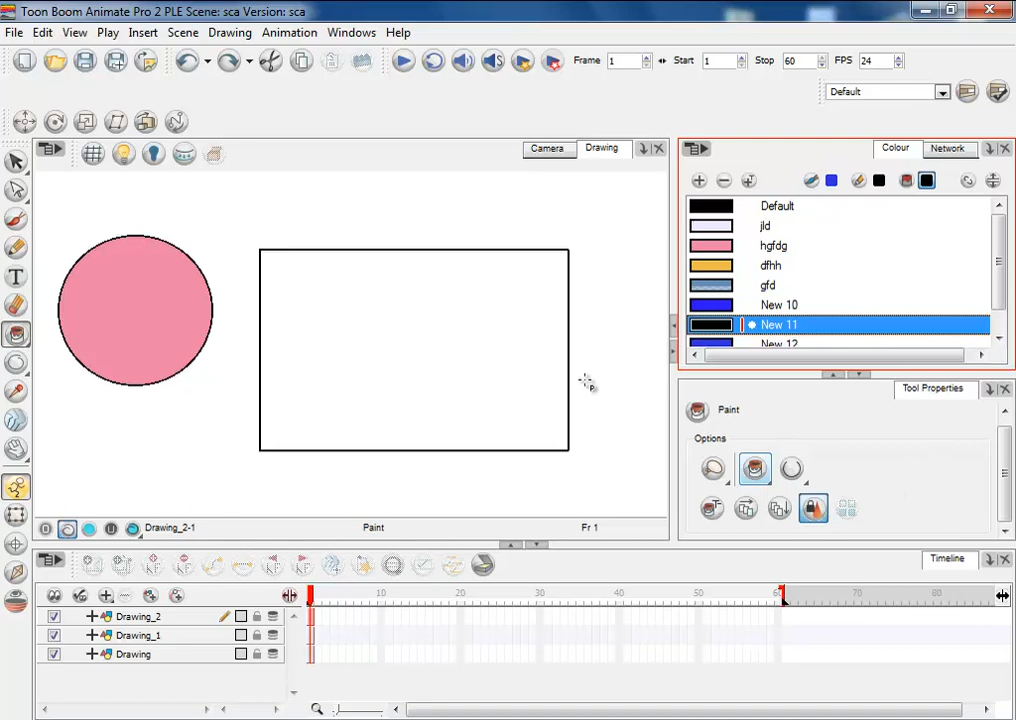 Toon Boom Animate Pro 2 PLE Scene: sca Version: sca
File Edit View Play Insert Scene Drawing Animation Windows Help
Frame 1 Start 1 Stop 60 FPS 24
Default
Camera Drawing
Colour Network
Default
jld
hgfdg
dfhh
gfd
New 10
New 11
New 12
Tool Properties
Paint
Options
Drawing_2-1 Paint Fr 1
Timeline
10 20 30 40 50 60 70 80
Drawing_2
Drawing_1
Drawing